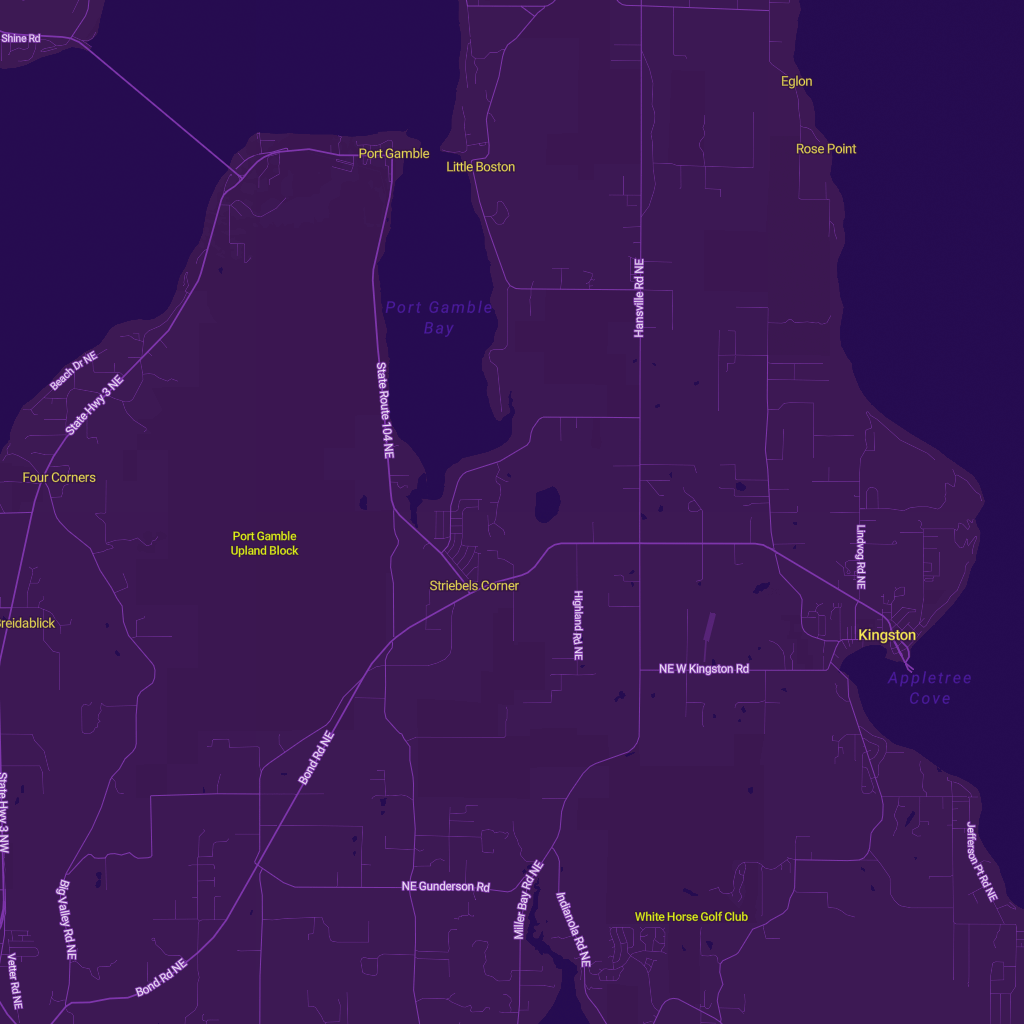 Shine Rd
Eglon
Port Gamble
Rose Point
Little Boston
Hansville Rd NE
Port Gamble
Bay
Beach Dr NE
State Hwy 3 NE
State Route 104 NE
Four Corners
Port Gamble
Upland Block
Lindvog Rd NE
Striebels Corner
Highland Rd NE
Breidablick
Kingston
NE W Kingston Rd
Appletree
Cove
Bond Rd NE
State Hwy 3 NW
Jefferson Pt Rd NE
NE Gunderson Rd
Miller Bay Rd NE
Big Valley Rd NE
Indianola Rd NE
White Horse Golf Club
Vetter Rd NE
Bond Rd NE